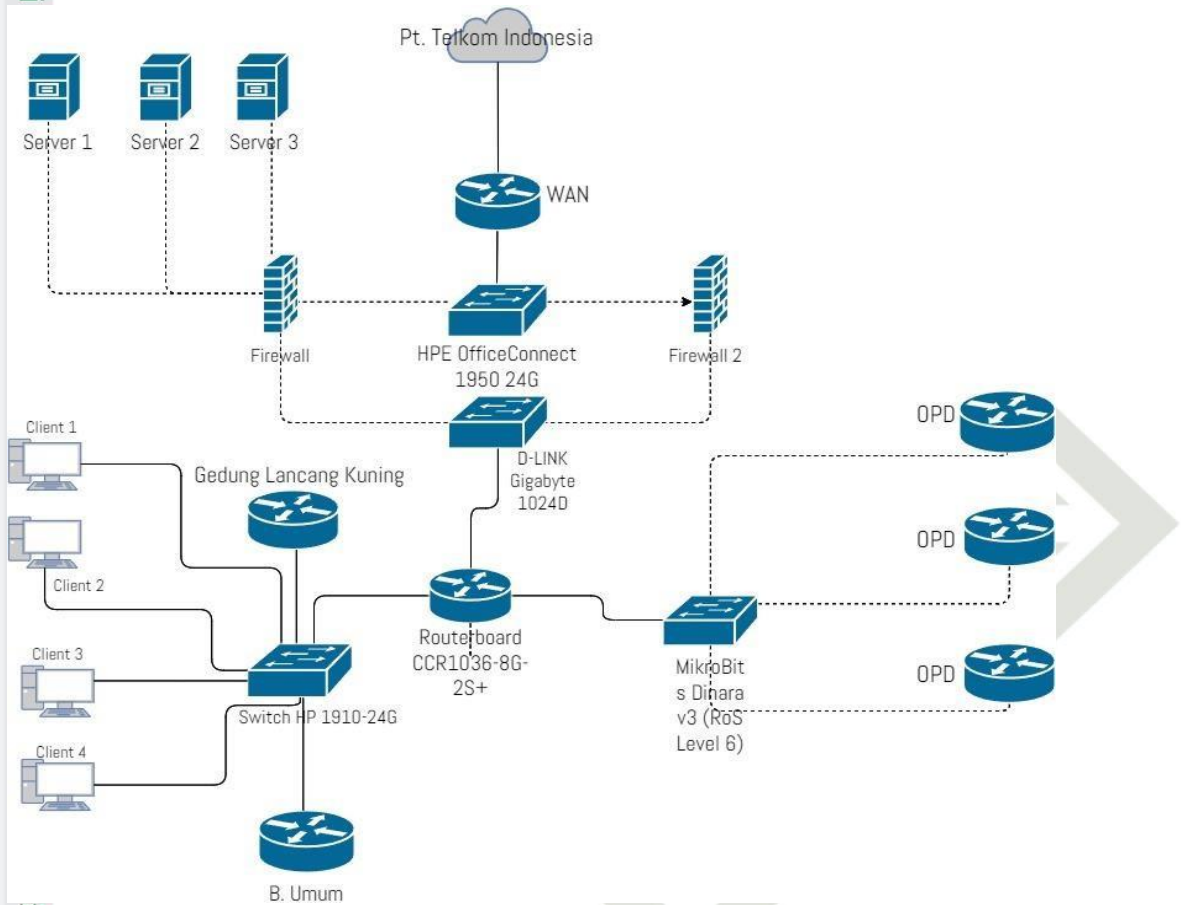 Pt. Telkom Indonesia
Server 1
Server 2
Server 3
WAN
Firewall
HPE OfficeConnect
1950 24G
Firewall 2
Client 1
OPD
D-LINK
Gigabyte
1024D
Gedung Lancang Kuning
OPD
Client 2
Routerboard
CCR1036-8G-
2S+
Client 3
MikroBit
s Dinara
v3 (RoS
Level 6)
OPD
Switch HP 1910-24G
Client 4
B. Umum